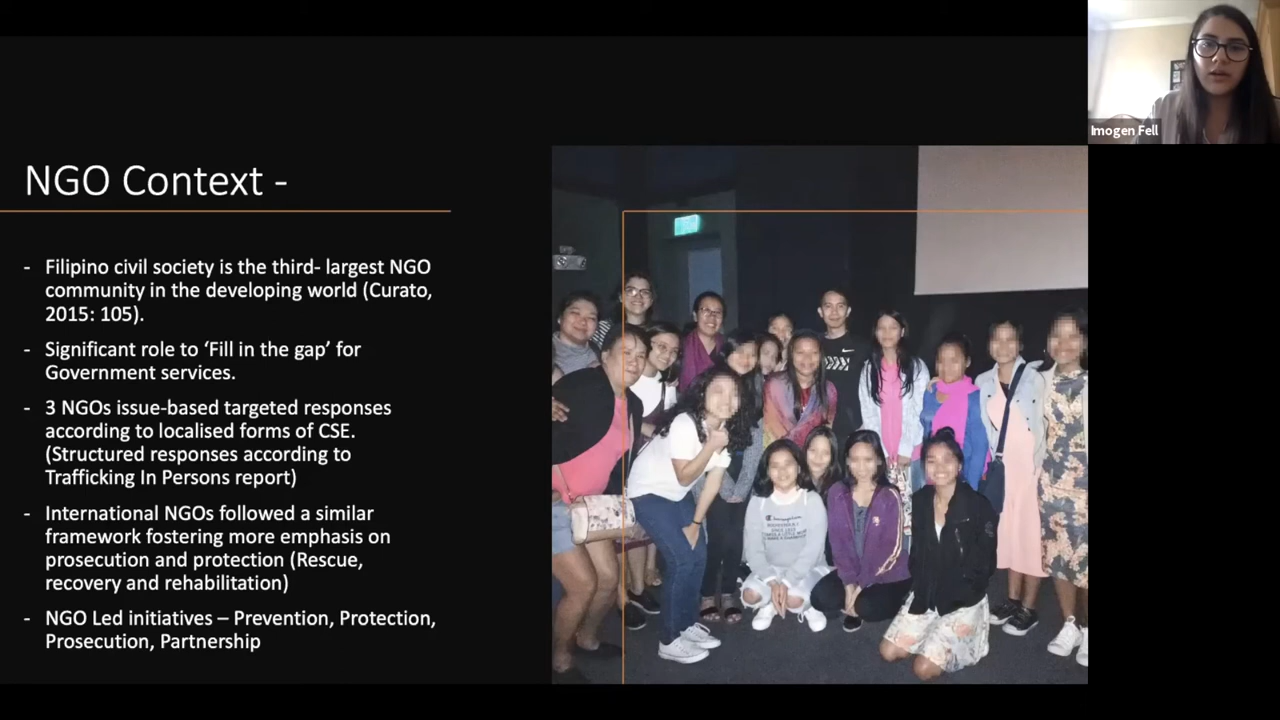 Imogen Fell
NGO Context -
- Filipino civil society is the third- largest NGO
community in the developing world (Curato,
2015: 105).
- Significant role to ‘Fill in the gap’ for
Government services.
- 3 NGOs issue-based targeted responses
according to localised forms of CSE.
(Structured responses according to
Trafficking In Persons report)
- International NGOs followed a similar
framework fostering more emphasis on
prosecution and protection (Rescue,
recovery and rehabilitation)
- NGO Led initiatives – Prevention, Protection,
Prosecution, Partnership